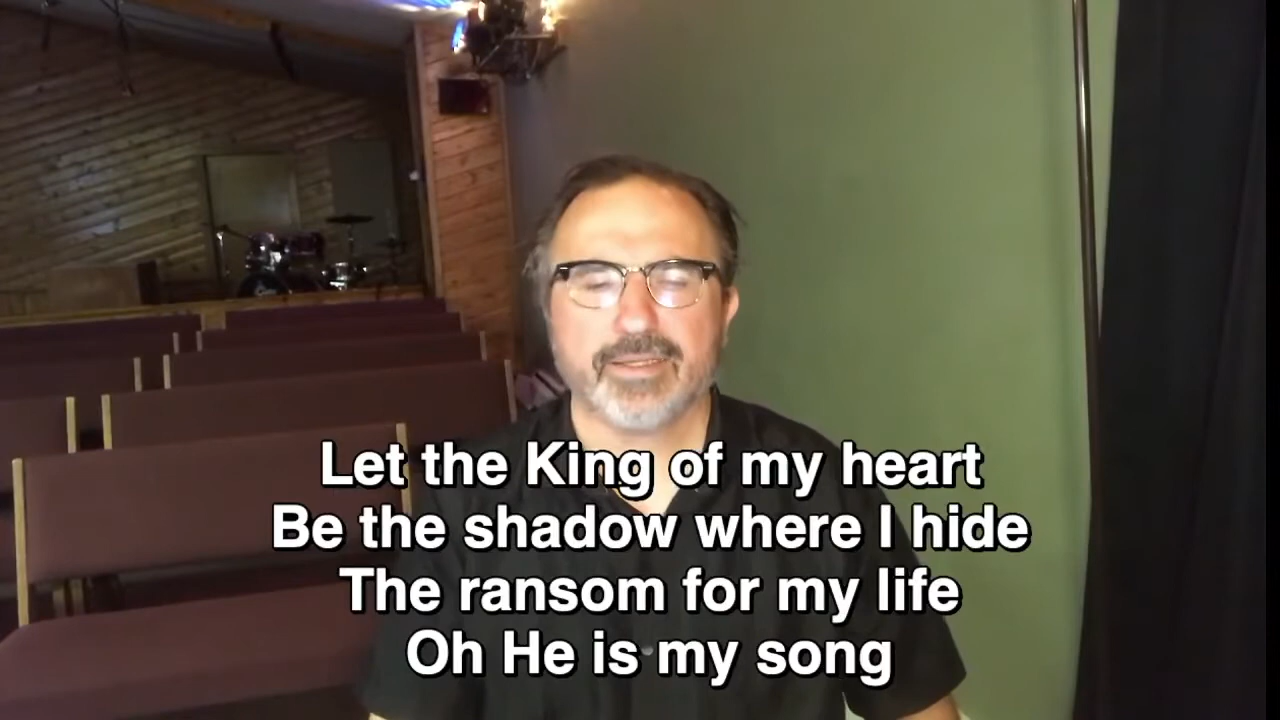 Let the King of my heart
Be the shadow where I hide
The ransom for my life
Oh He is my song